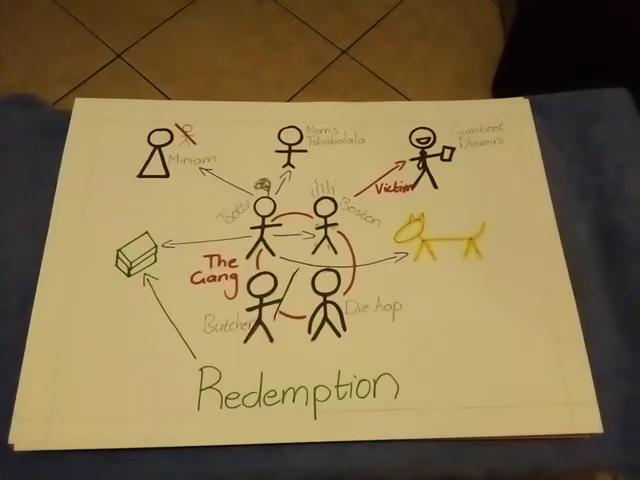 Miriam
Morris
Tshabalala
Gumboot
Dlamini
Victim
Tsotsi
Boston
The
Gang
Butcher
Die Aap
Redemption